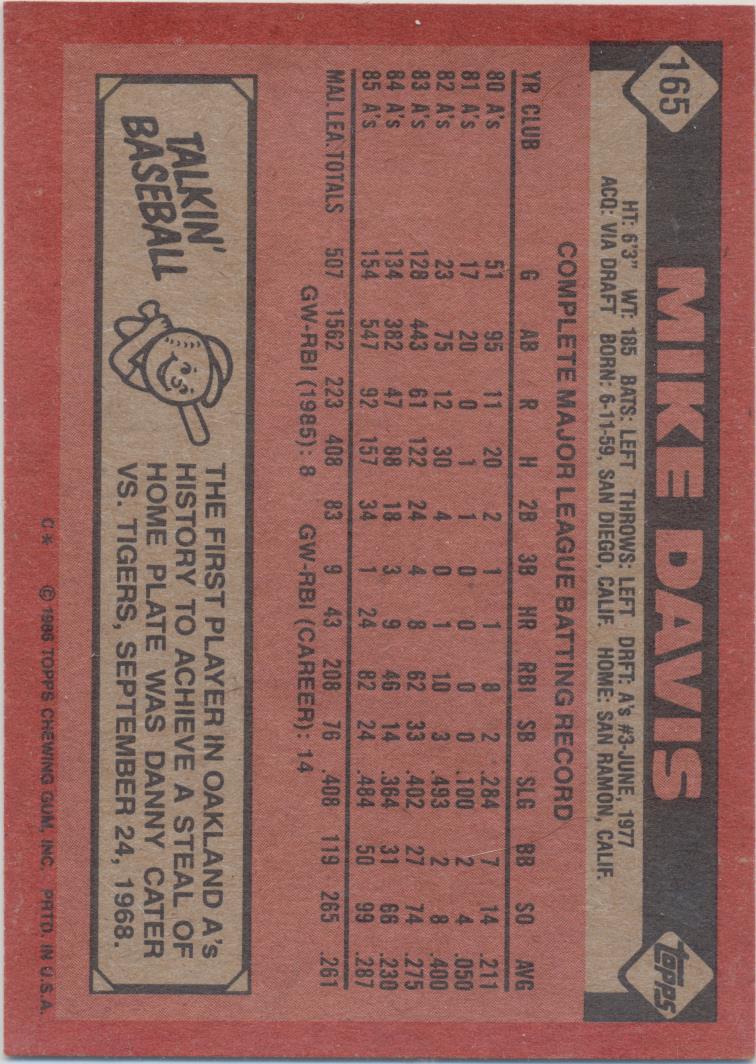 165
MIKE DAVIS
TOPPS
HT: 6'3" WT: 185 BATS: LEFT THROWS: LEFT DRFT: A's #3-JUNE, 1977
ACQ: VIA DRAFT BORN: 6-11-59, SAN DIEGO, CALIF. HOME: SAN RAMON, CALIF.
COMPLETE MAJOR LEAGUE BATTING RECORD
YR CLUB G AB R H 2B 3B HR RBI SB SLG BB SO AVG
80 A's 51 95 11 20 2 1 1 8 2 .284 7 14 .211
81 A's 17 20 0 1 1 0 0 0 0 .100 2 4 .050
82 A's 23 75 12 30 4 0 1 10 3 .493 2 8 .400
83 A's 128 443 61 122 24 4 8 62 33 .402 27 74 .275
84 A's 134 382 47 88 18 3 9 46 14 .364 31 66 .230
85 A's 154 547 92 157 34 1 24 82 24 .484 50 99 .287
MAJ. LEA. TOTALS 507 1562 223 408 83 9 43 208 76 .408 119 265 .261
GW-RBI (1985): 8 GW-RBI (CAREER): 14
TALKIN'
BASEBALL
THE FIRST PLAYER IN OAKLAND A's
HISTORY TO ACHIEVE A STEAL OF
HOME PLATE WAS DANNY CATER
VS. TIGERS, SEPTEMBER 24, 1968.
C* © 1986 TOPPS CHEWING GUM, INC. PRTD. IN U.S.A.